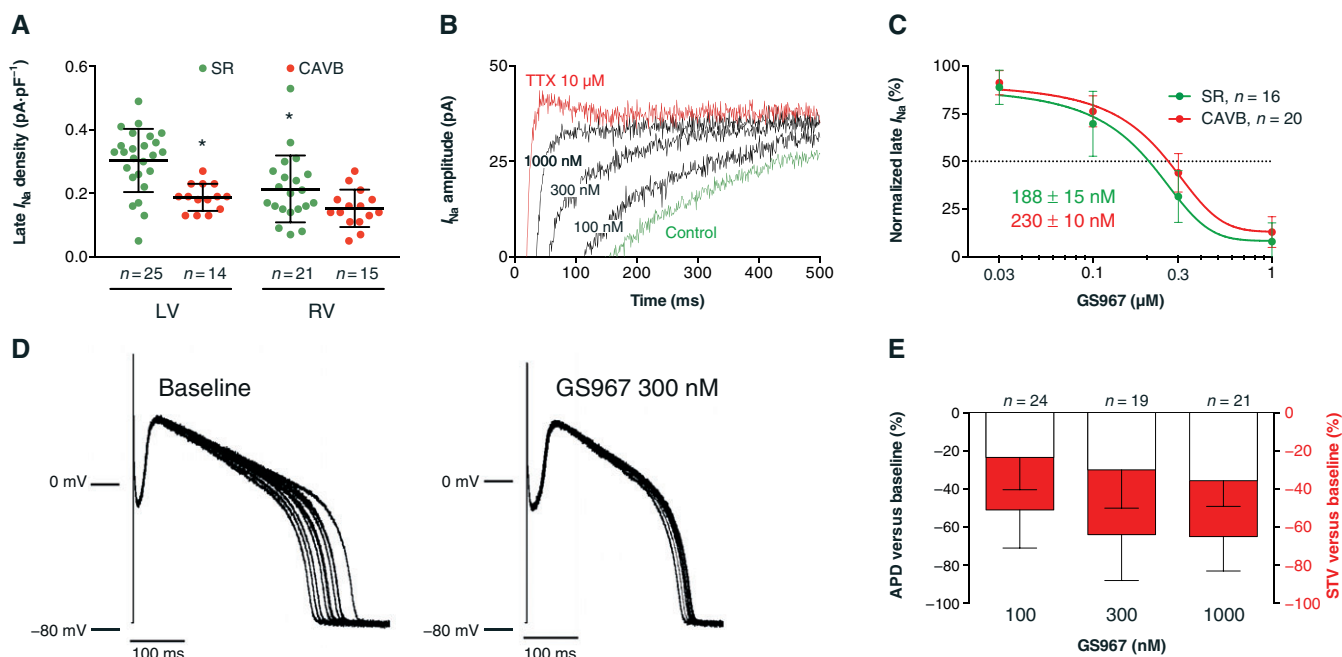 A
Late I_Na density (pA·pF⁻¹)
SR
CAVB
0.6
0.4
0.2
0.0
*
*
n = 25
n = 14
n = 21
n = 15
LV
RV
B
I_Na amplitude (pA)
50
25
0
TTX 10 µM
1000 nM
300 nM
100 nM
Control
0
100
200
300
400
500
Time (ms)
C
Normalized late I_Na (%)
100
75
50
25
0
SR, n = 16
CAVB, n = 20
188 ± 15 nM
230 ± 10 nM
0.03
0.1
0.3
1
GS967 (µM)
D
Baseline
0 mV
−80 mV
100 ms
GS967 300 nM
0 mV
−80 mV
100 ms
E
APD versus baseline (%)
n = 24
n = 19
n = 21
0
−20
−40
−60
−80
−100
0
−20
−40
−60
−80
−100
STV versus baseline (%)
100
300
1000
GS967 (nM)